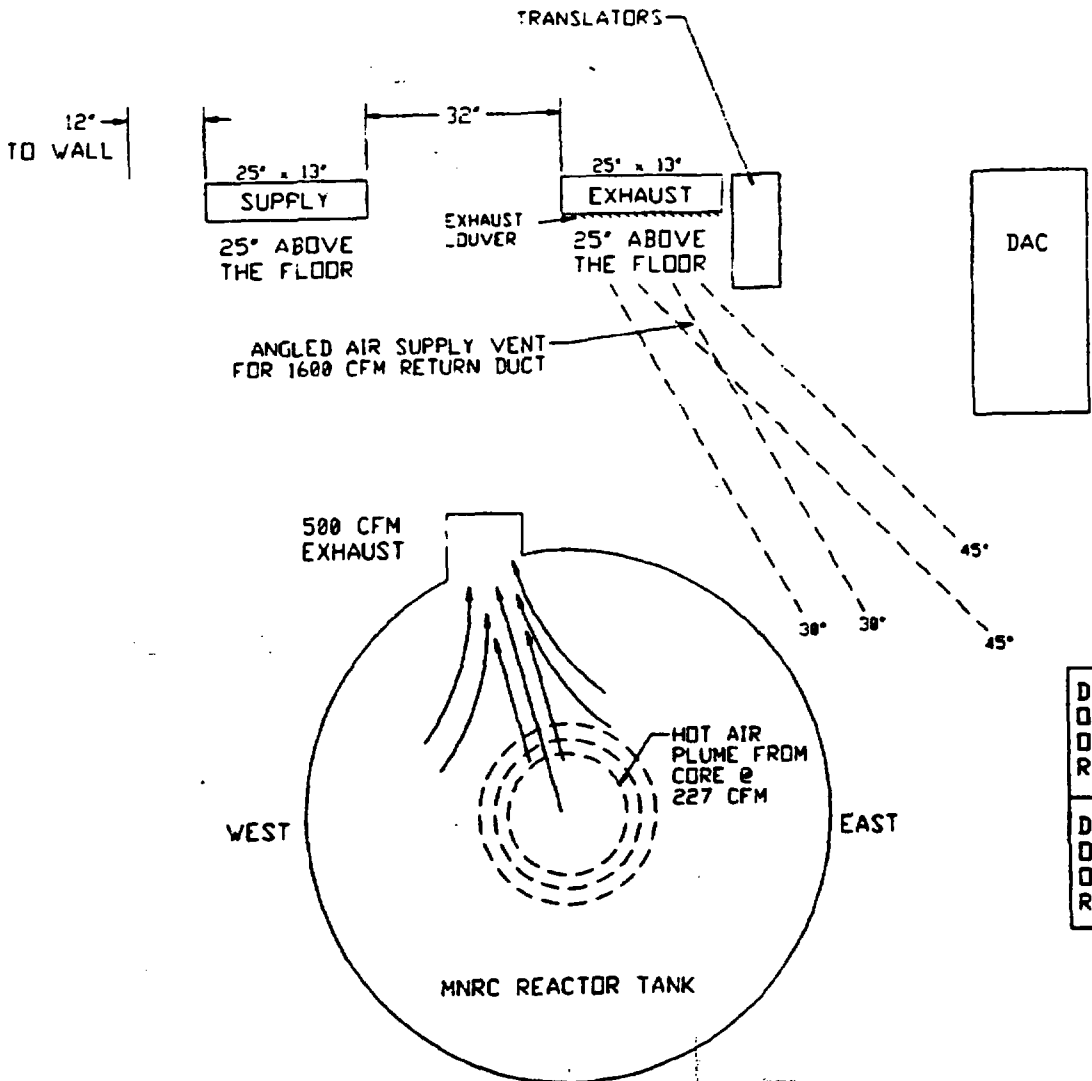 TRANSLATORS
12"
TO WALL
32"
25" x 13"
SUPPLY
25" ABOVE
THE FLOOR
25" x 13"
EXHAUST
EXHAUST
LOUVER
25" ABOVE
THE FLOOR
DAC
ANGLED AIR SUPPLY VENT
FOR 1600 CFM RETURN DUCT
500 CFM
EXHAUST
45°
30°
30°
45°
HOT AIR
PLUME FROM
CORE @
227 CFM
WEST
EAST
DOOR
DOOR
MNRC REACTOR TANK